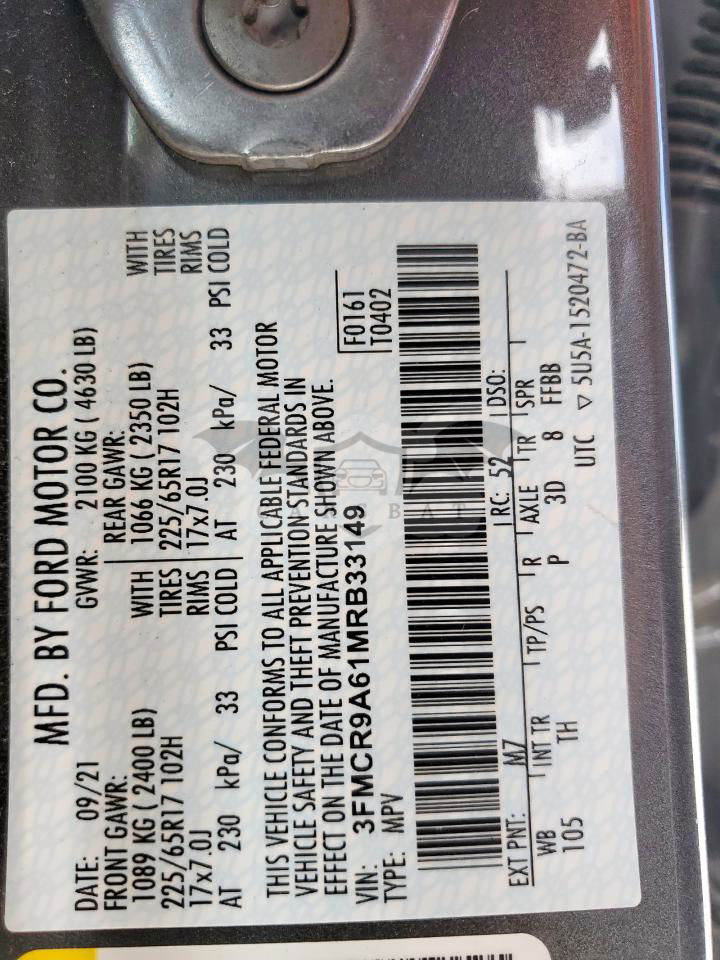 MFD. BY FORD MOTOR CO.
DATE: 09/21 GVWR: 2100 KG ( 4630 LB)
FRONT GAWR: REAR GAWR:
1089 KG ( 2400 LB) WITH 1066 KG ( 2350 LB) WITH
225/65R17 102H TIRES 225/65R17 102H TIRES
17x7.0J RIMS 17x7.0J RIMS
AT 230 kPa/ 33 PSI COLD AT 230 kPa/ 33 PSI COLD
THIS VEHICLE CONFORMS TO ALL APPLICABLE FEDERAL MOTOR
VEHICLE SAFETY AND THEFT PREVENTION STANDARDS IN
EFFECT ON THE DATE OF MANUFACTURE SHOWN ABOVE.
VIN: 3FMCR9A61MRB33149 F0161
TYPE: MPV T0402
EXT PNT: M7 RC: 52 DSO:
WB INT TR TP/PS R AXLE TR SPR
105 TH P 3D 8 FFBB
UTC ▽ 5U5A-1520472-BA
CARSBAT